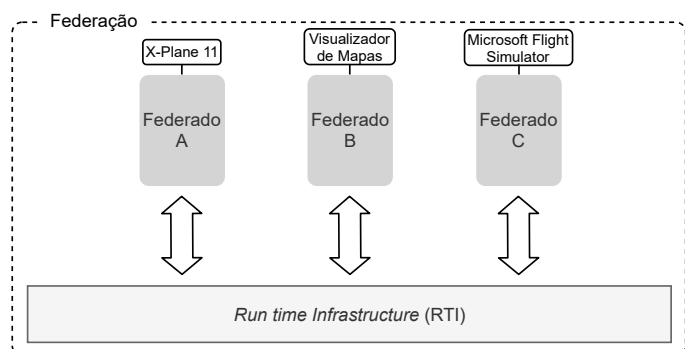 Federação
X-Plane 11
Visualizador
de Mapas
Microsoft Flight
Simulator
Federado
A
Federado
B
Federado
C
Run time Infrastructure (RTI)